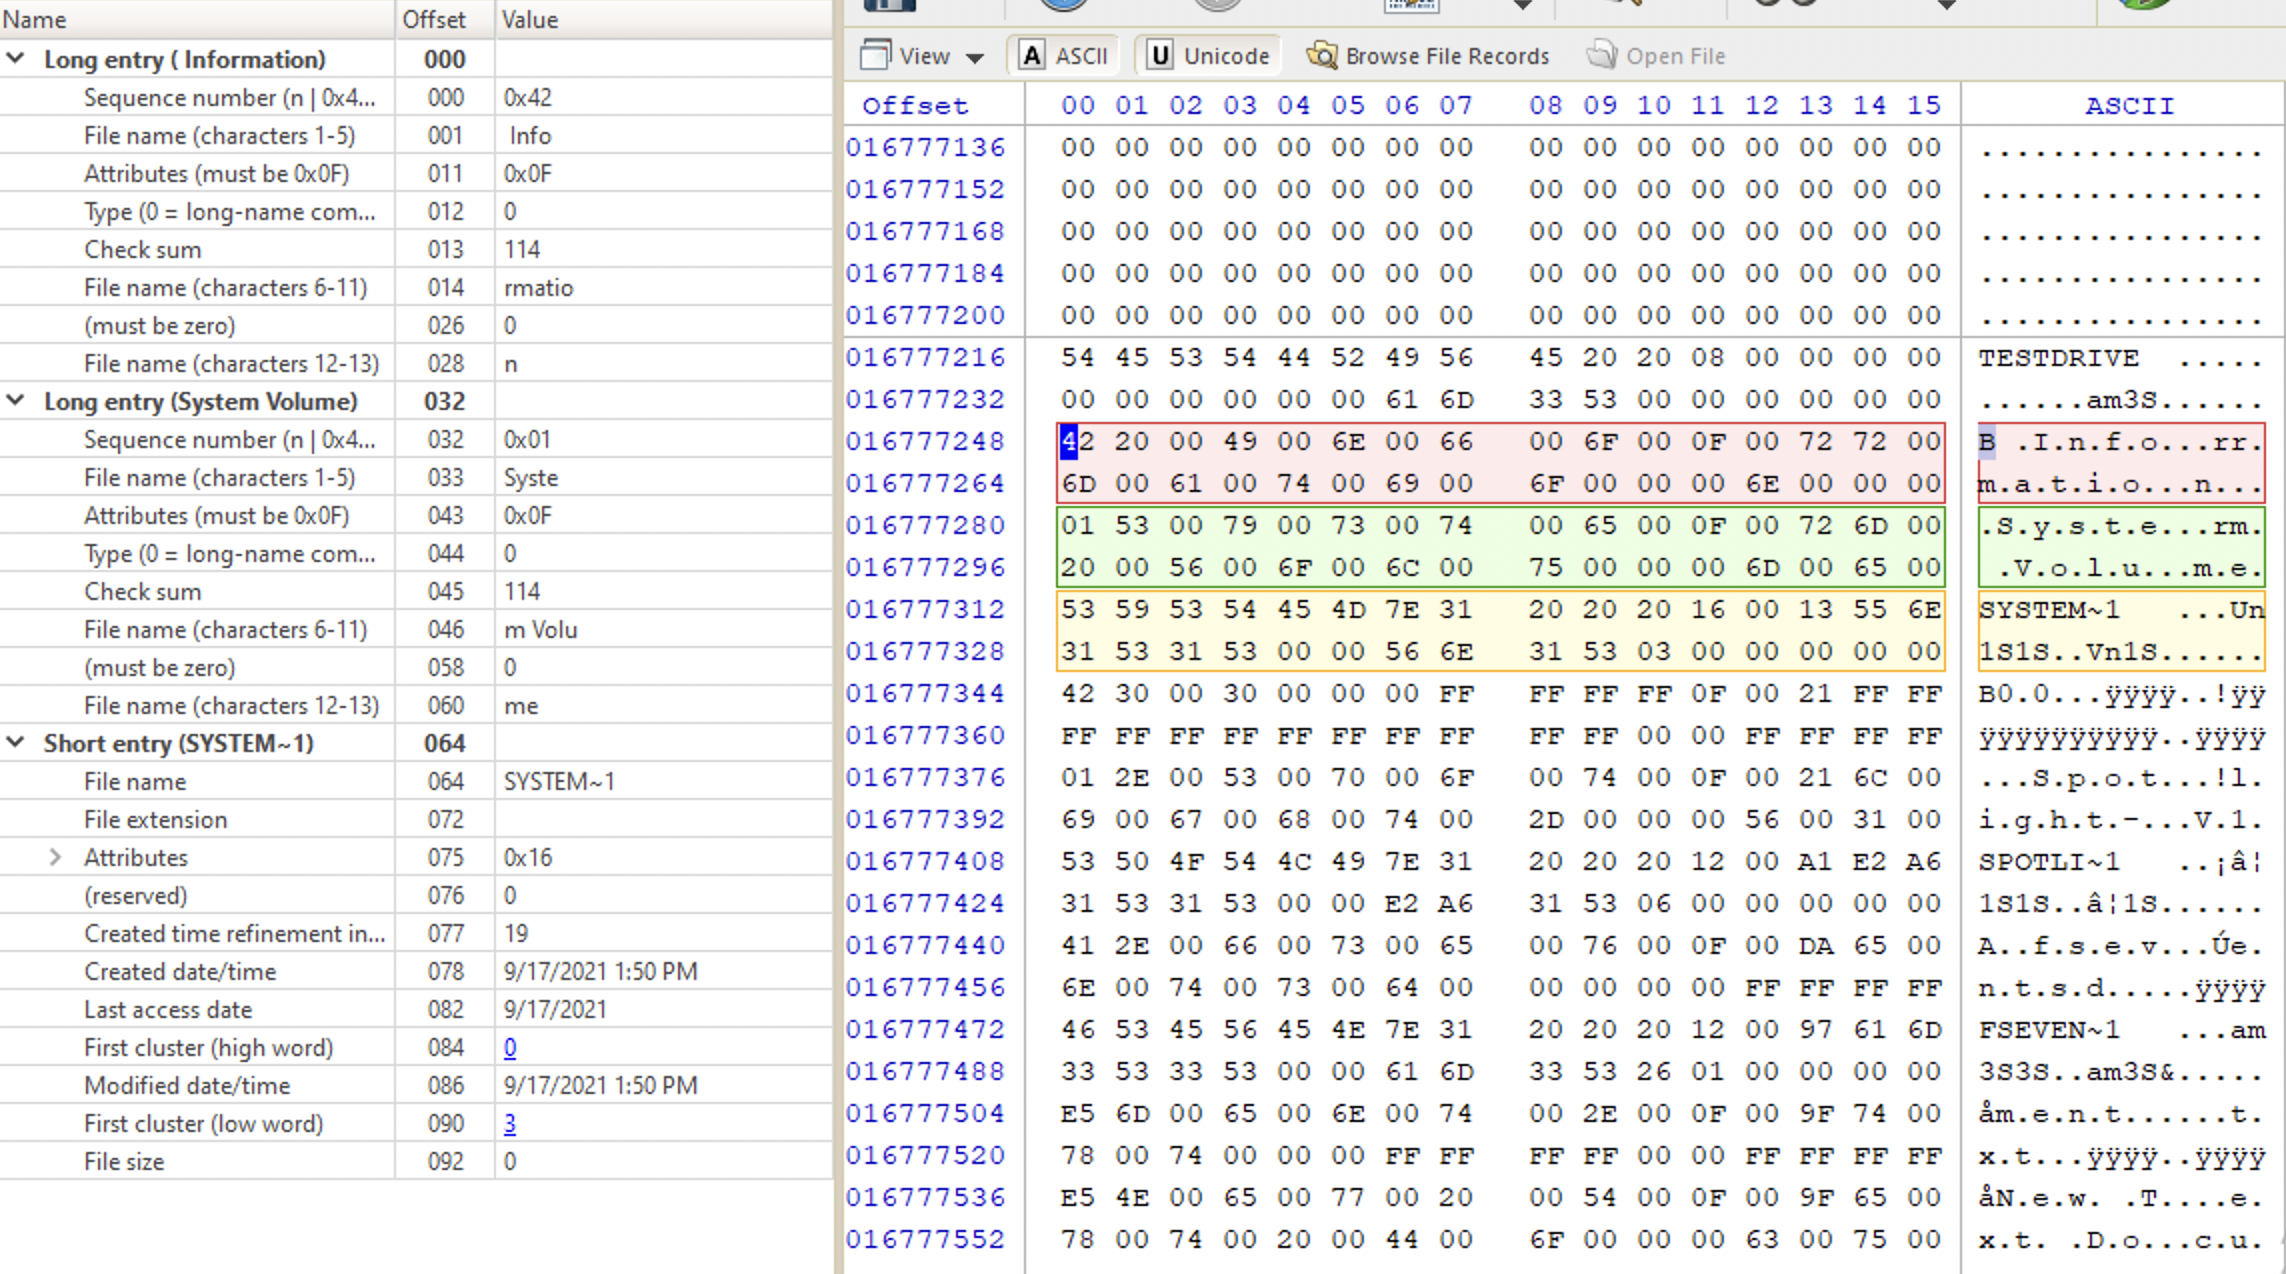 Name Offset Value
Long entry ( Information) 000
Sequence number (n | 0x4... 000 0x42
File name (characters 1-5) 001 Info
Attributes (must be 0x0F) 011 0x0F
Type (0 = long-name com... 012 0
Check sum 013 114
File name (characters 6-11) 014 rmatio
(must be zero) 026 0
File name (characters 12-13) 028 n
Long entry (System Volume) 032
Sequence number (n | 0x4... 032 0x01
File name (characters 1-5) 033 Syste
Attributes (must be 0x0F) 043 0x0F
Type (0 = long-name com... 044 0
Check sum 045 114
File name (characters 6-11) 046 m Volu
(must be zero) 058 0
File name (characters 12-13) 060 me
Short entry (SYSTEM~1) 064
File name 064 SYSTEM~1
File extension 072
Attributes 075 0x16
(reserved) 076 0
Created time refinement in... 077 19
Created date/time 078 9/17/2021 1:50 PM
Last access date 082 9/17/2021
First cluster (high word) 084 0
Modified date/time 086 9/17/2021 1:50 PM
First cluster (low word) 090 3
File size 092 0
View A ASCII U Unicode Browse File Records Open File
Offset 00 01 02 03 04 05 06 07 08 09 10 11 12 13 14 15 ASCII
016777136 00 00 00 00 00 00 00 00 00 00 00 00 00 00 00 00 ................
016777152 00 00 00 00 00 00 00 00 00 00 00 00 00 00 00 00 ................
016777168 00 00 00 00 00 00 00 00 00 00 00 00 00 00 00 00 ................
016777184 00 00 00 00 00 00 00 00 00 00 00 00 00 00 00 00 ................
016777200 00 00 00 00 00 00 00 00 00 00 00 00 00 00 00 00 ................
016777216 54 45 53 54 44 52 49 56 45 20 20 08 00 00 00 00 TESTDRIVE  .....
016777232 00 00 00 00 00 00 61 6D 33 53 00 00 00 00 00 00 ......am3S......
016777248 42 20 00 49 00 6E 00 66 00 6F 00 0F 00 72 72 00 B .I.n.f.o...rr.
016777264 6D 00 61 00 74 00 69 00 6F 00 00 00 6E 00 00 00 m.a.t.i.o...n...
016777280 01 53 00 79 00 73 00 74 00 65 00 0F 00 72 6D 00 .S.y.s.t.e...rm.
016777296 20 00 56 00 6F 00 6C 00 75 00 00 00 6D 00 65 00  .V.o.l.u...m.e.
016777312 53 59 53 54 45 4D 7E 31 20 20 20 16 00 13 55 6E SYSTEM~1   ...Un
016777328 31 53 31 53 00 00 56 6E 31 53 03 00 00 00 00 00 1S1S..Vn1S......
016777344 42 30 00 30 00 00 00 FF FF FF FF 0F 00 21 FF FF B0.0...ÿÿÿÿ..!ÿÿ
016777360 FF FF FF FF FF FF FF FF FF FF 00 00 FF FF FF FF ÿÿÿÿÿÿÿÿÿÿ..ÿÿÿÿ
016777376 01 2E 00 53 00 70 00 6F 00 74 00 0F 00 21 6C 00 ...S.p.o.t...!l.
016777392 69 00 67 00 68 00 74 00 2D 00 00 00 56 00 31 00 i.g.h.t.-...V.1.
016777408 53 50 4F 54 4C 49 7E 31 20 20 20 12 00 A1 E2 A6 SPOTLI~1   ..¡â¦
016777424 31 53 31 53 00 00 E2 A6 31 53 06 00 00 00 00 00 1S1S..â¦1S......
016777440 41 2E 00 66 00 73 00 65 00 76 00 0F 00 DA 65 00 A..f.s.e.v...Úe.
016777456 6E 00 74 00 73 00 64 00 00 00 00 00 FF FF FF FF n.t.s.d.....ÿÿÿÿ
016777472 46 53 45 56 45 4E 7E 31 20 20 20 12 00 97 61 6D FSEVEN~1   ...am
016777488 33 53 33 53 00 00 61 6D 33 53 26 01 00 00 00 00 3S3S..am3S&.....
016777504 E5 6D 00 65 00 6E 00 74 00 2E 00 0F 00 9F 74 00 åm.e.n.t......t.
016777520 78 00 74 00 00 00 FF FF FF FF 00 00 FF FF FF FF x.t...ÿÿÿÿ..ÿÿÿÿ
016777536 E5 4E 00 65 00 77 00 20 00 54 00 0F 00 9F 65 00 åN.e.w. .T....e.
016777552 78 00 74 00 20 00 44 00 6F 00 00 00 63 00 75 00 x.t. .D.o...c.u.